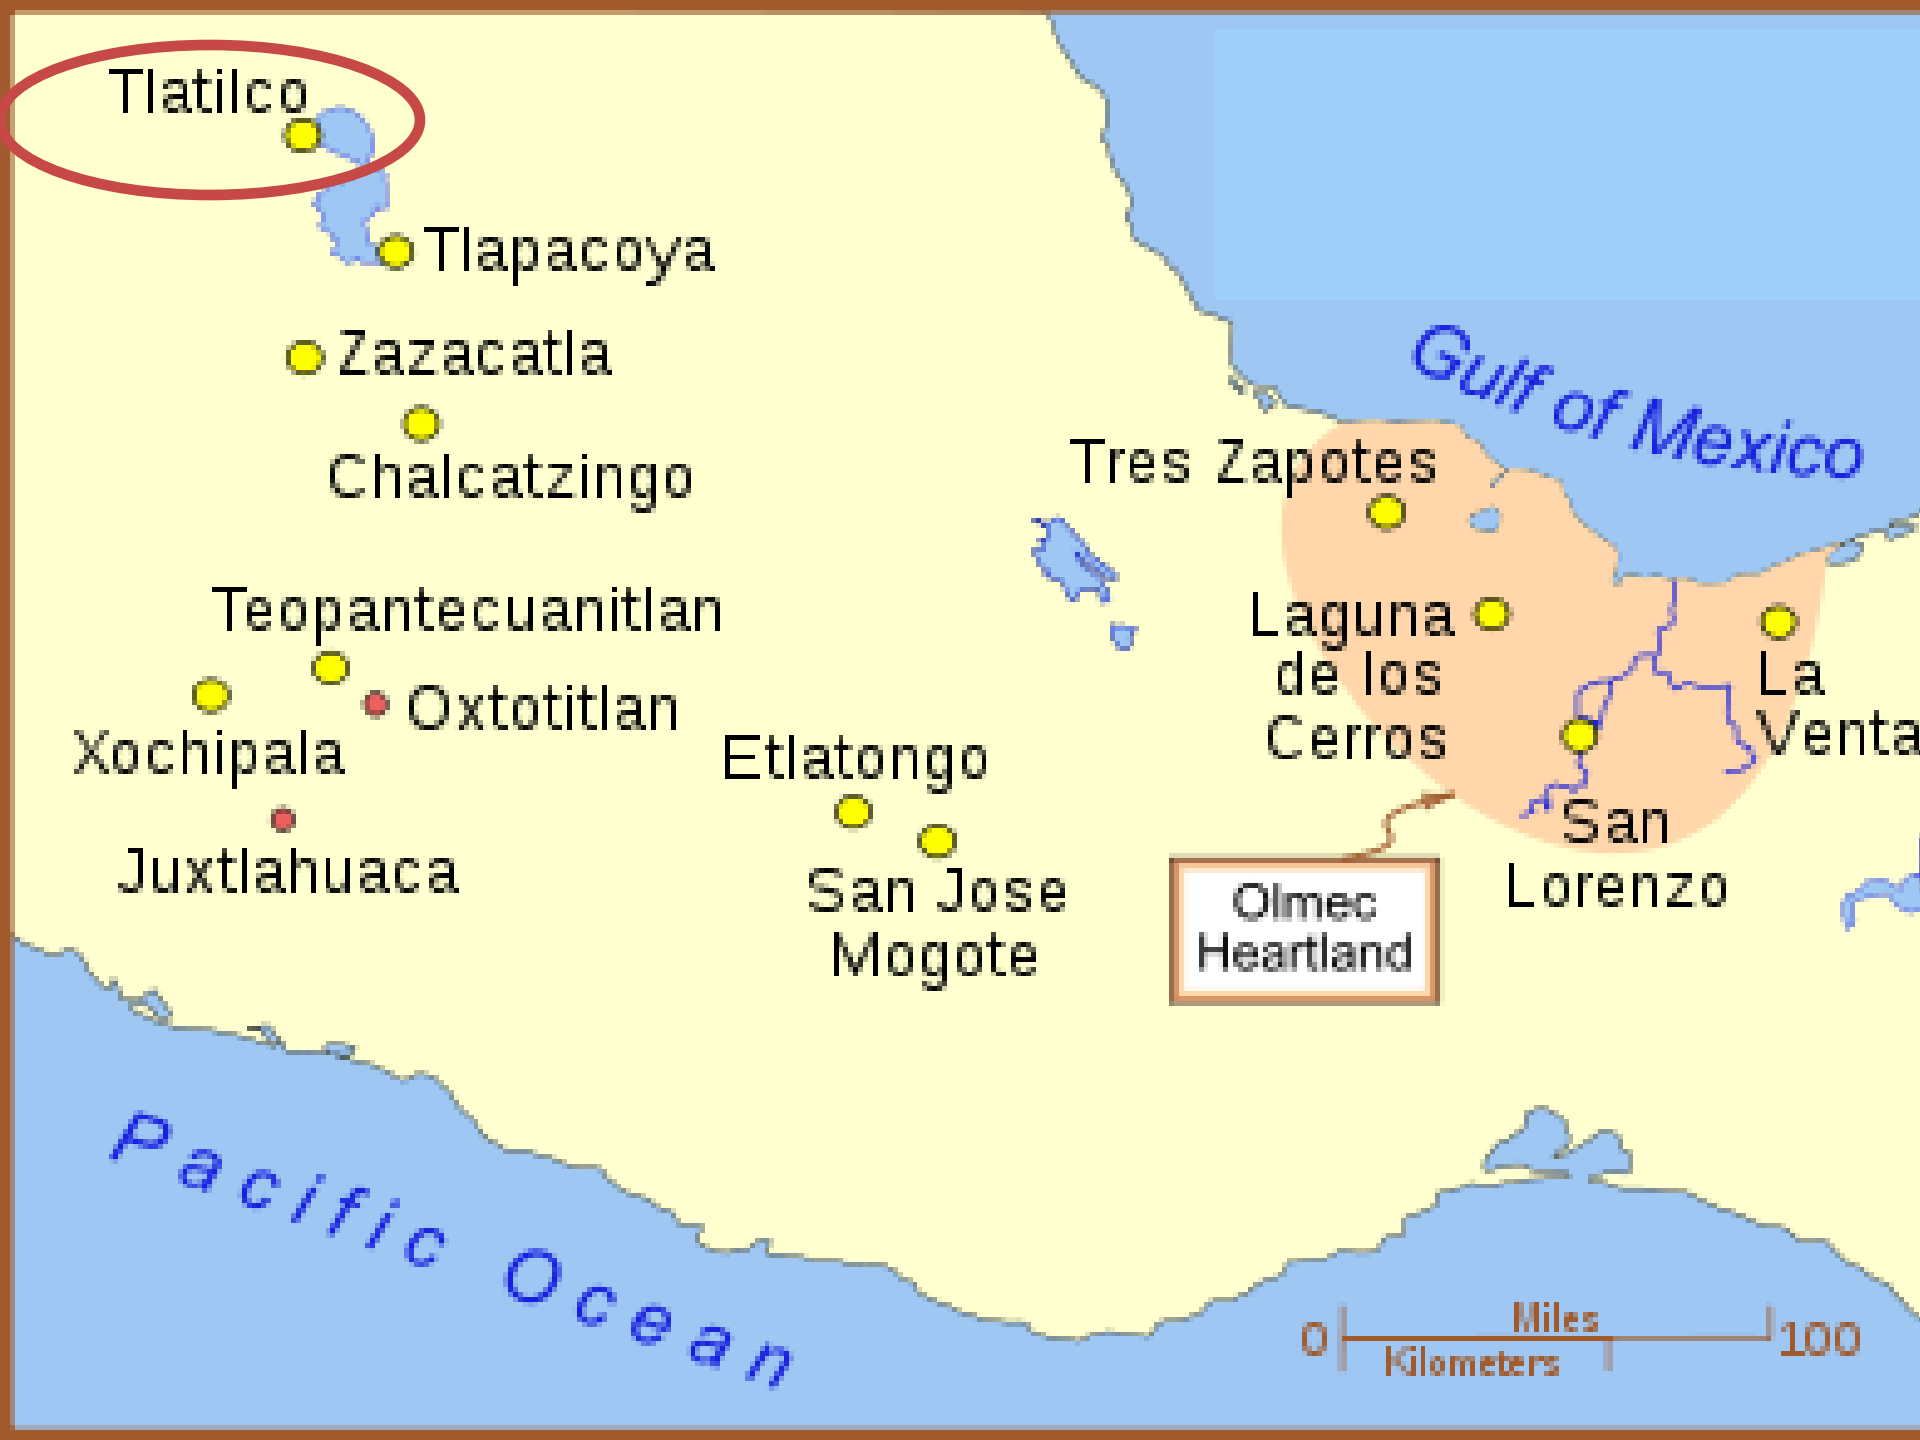 Tlatilco
Tlapacoya
Zazacatla
Chalcatzingo
Gulf of Mexico
Tres Zapotes
Teopantecuanitlan
Laguna
de los
Cerros
La
Venta
Oxtotitlan
Xochipala
Etlatongo
Juxtlahuaca
San Jose
Mogote
San
Lorenzo
Olmec
Heartland
Pacific Ocean
Miles
0
100
Kilometers